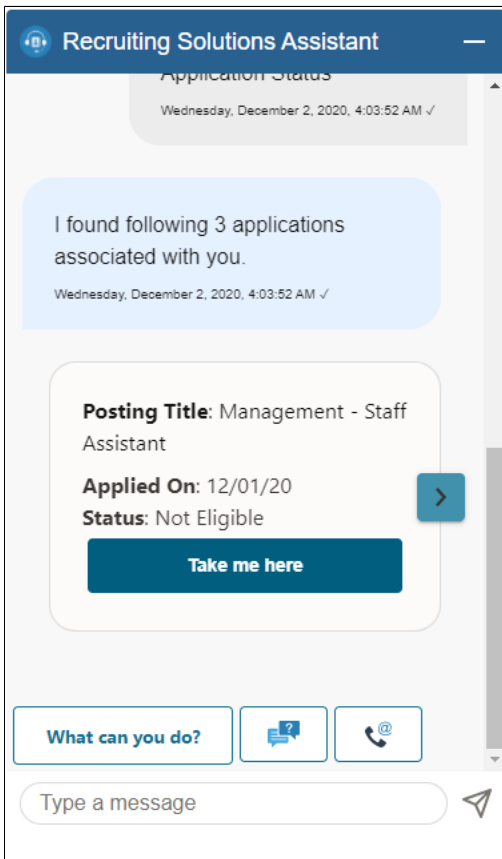 Recruiting Solutions Assistant
Application Status
Wednesday, December 2, 2020, 4:03:52 AM ✓
I found following 3 applications
associated with you.
Wednesday, December 2, 2020, 4:03:52 AM ✓
Posting Title: Management - Staff
Assistant
Applied On: 12/01/20
Status: Not Eligible
Take me here
What can you do?
Type a message